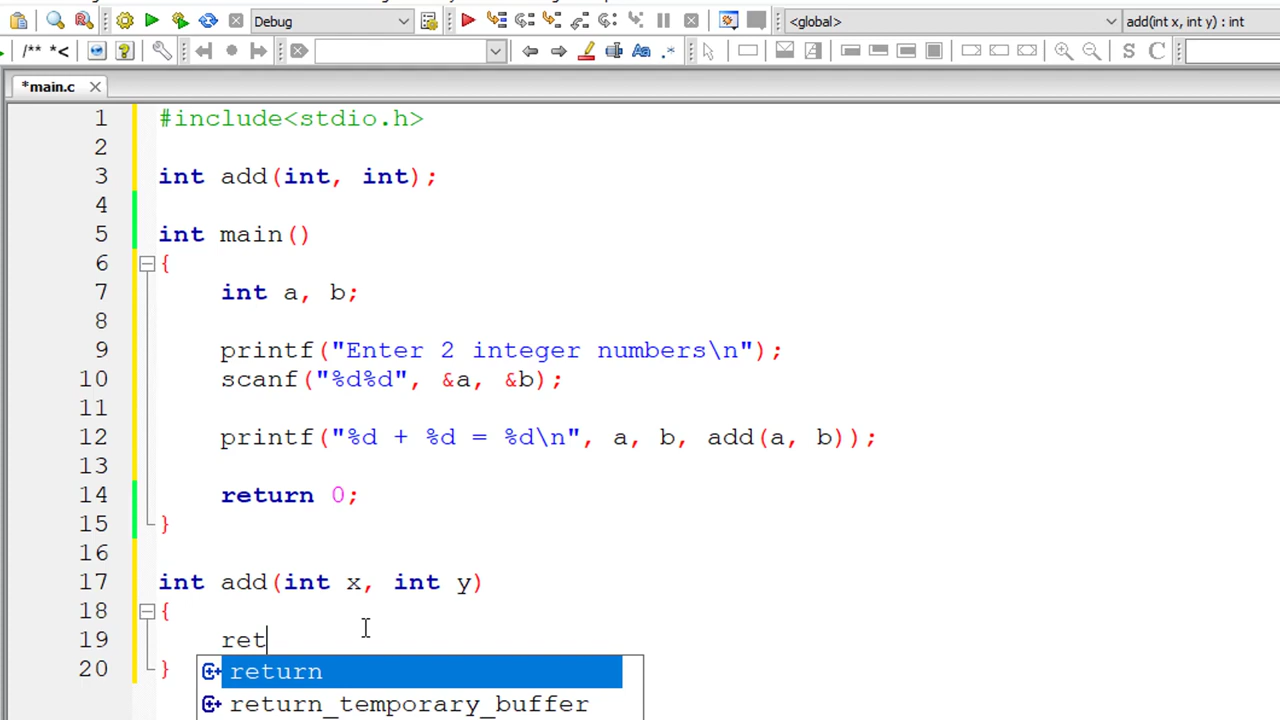 Debug
<global>
add(int x, int y) : int
/** *<
Aa
.*
S C
*main.c
1 #include<stdio.h>
2
3 int add(int, int);
4
5 int main()
6 {
7 int a, b;
8
9 printf("Enter 2 integer numbers\n");
10 scanf("%d%d", &a, &b);
11
12 printf("%d + %d = %d\n", a, b, add(a, b));
13
14 return 0;
15 }
16
17 int add(int x, int y)
18 {
19 ret
20 }
return
return_temporary_buffer